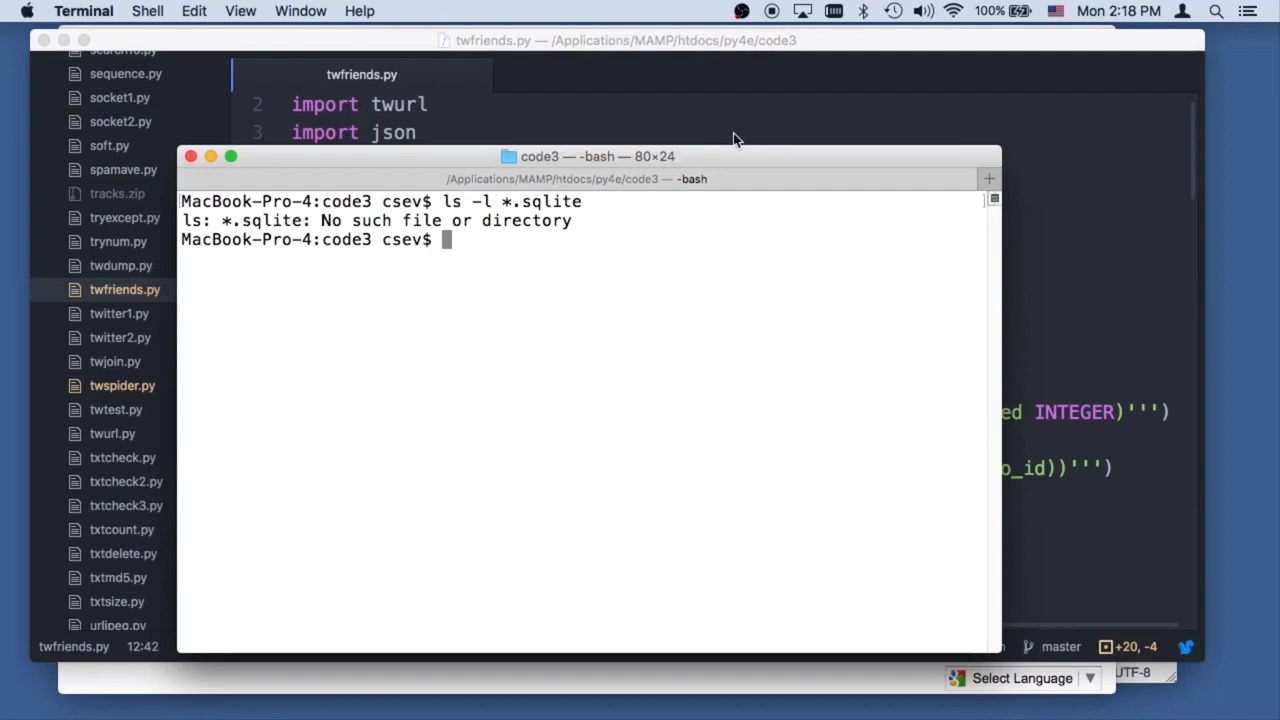 Terminal Shell Edit View Window Help 100% Mon 2:18 PM
twfriends.py — /Applications/MAMP/htdocs/py4e/code3
sequence.py
socket1.py
socket2.py
soft.py
spamave.py
tracks.zip
tryexcept.py
trynum.py
twdump.py
twfriends.py
twitter1.py
twitter2.py
twjoin.py
twspider.py
twtest.py
twurl.py
txtcheck.py
txtcheck2.py
txtcheck3.py
txtcount.py
txtdelete.py
txtmd5.py
txtsize.py
urljpeg.py
twfriends.py
2 import twurl
3 import json
code3 — -bash — 80×24
/Applications/MAMP/htdocs/py4e/code3 — -bash
MacBook-Pro-4:code3 csev$ ls -l *.sqlite
ls: *.sqlite: No such file or directory
MacBook-Pro-4:code3 csev$
ed INTEGER)''')
o_id))''')
twfriends.py 12:42 master +20, -4
Select Language ▼ UTF-8